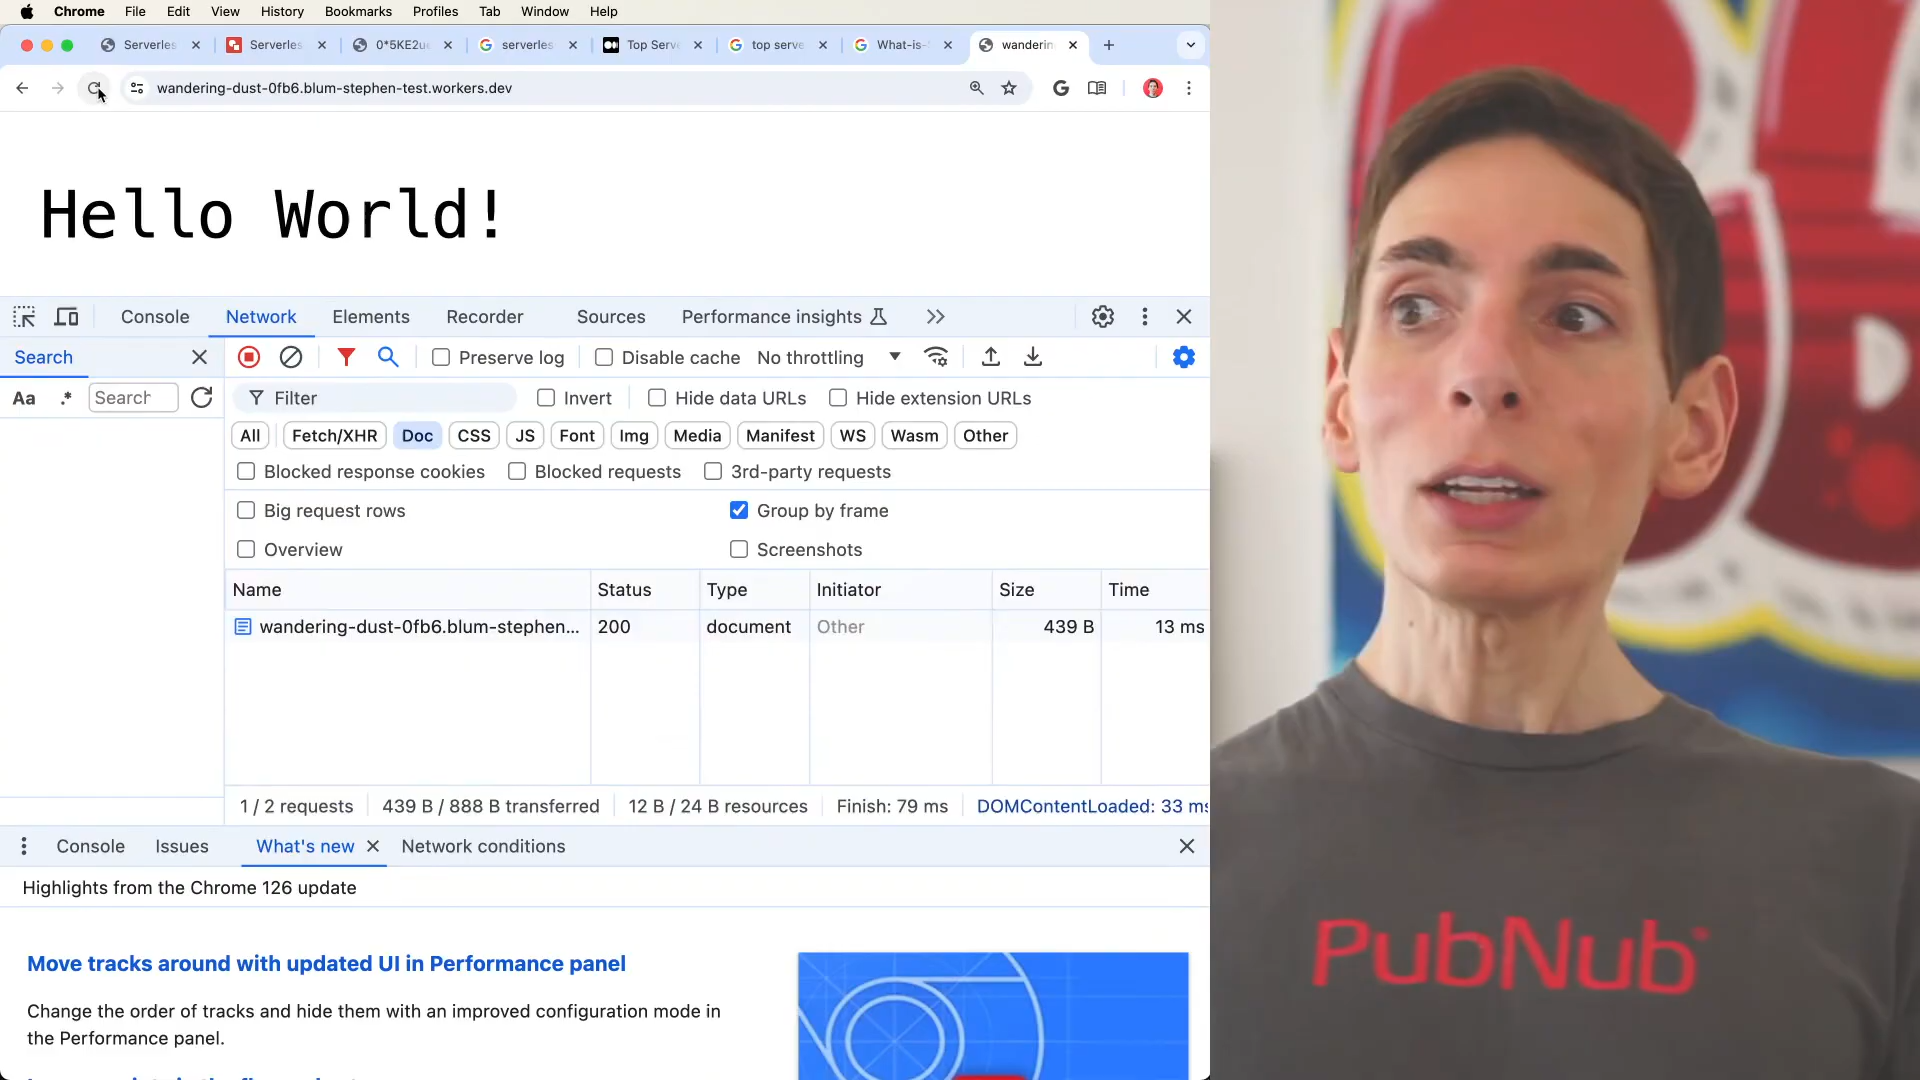 Chrome File Edit View History Bookmarks Profiles Tab Window Help
Serverles Serverles 0*5KE2u serverles Top Serv top serve What-is- wanderin
wandering-dust-0fb6.blum-stephen-test.workers.dev
Hello World!
Console Network Elements Recorder Sources Performance insights
Search Preserve log Disable cache No throttling
Aa .* Search Filter Invert Hide data URLs Hide extension URLs
All Fetch/XHR Doc CSS JS Font Img Media Manifest WS Wasm Other
Blocked response cookies Blocked requests 3rd-party requests
Big request rows Group by frame
Overview Screenshots
Name Status Type Initiator Size Time
wandering-dust-0fb6.blum-stephen... 200 document Other 439 B 13 ms
1 / 2 requests 439 B / 888 B transferred 12 B / 24 B resources Finish: 79 ms DOMContentLoaded: 33 ms
Console Issues What's new Network conditions
Highlights from the Chrome 126 update
Move tracks around with updated UI in Performance panel
Change the order of tracks and hide them with an improved configuration mode in
the Performance panel.
PubNub